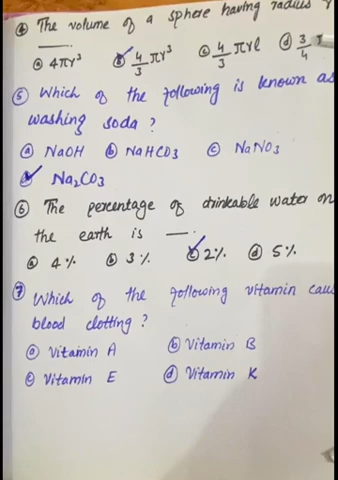 ④ The volume of a sphere having radius r
____
ⓐ 4πr³ ⓑ 4/3 πr³ ⓒ 4/3 πrl ⓓ 3/4
⑤ Which of the following is known as
washing soda ?
ⓐ NaOH ⓑ NaHCO3 ⓒ NaNO3
ⓓ Na2CO3
⑥ The percentage of drinkable water on
the earth is __.
ⓐ 4% ⓑ 3% ⓒ 2% ⓓ 5%
⑦ Which of the following vitamin caus
blood clotting ?
ⓐ Vitamin A ⓑ Vitamin B
ⓒ Vitamin E ⓓ Vitamin K